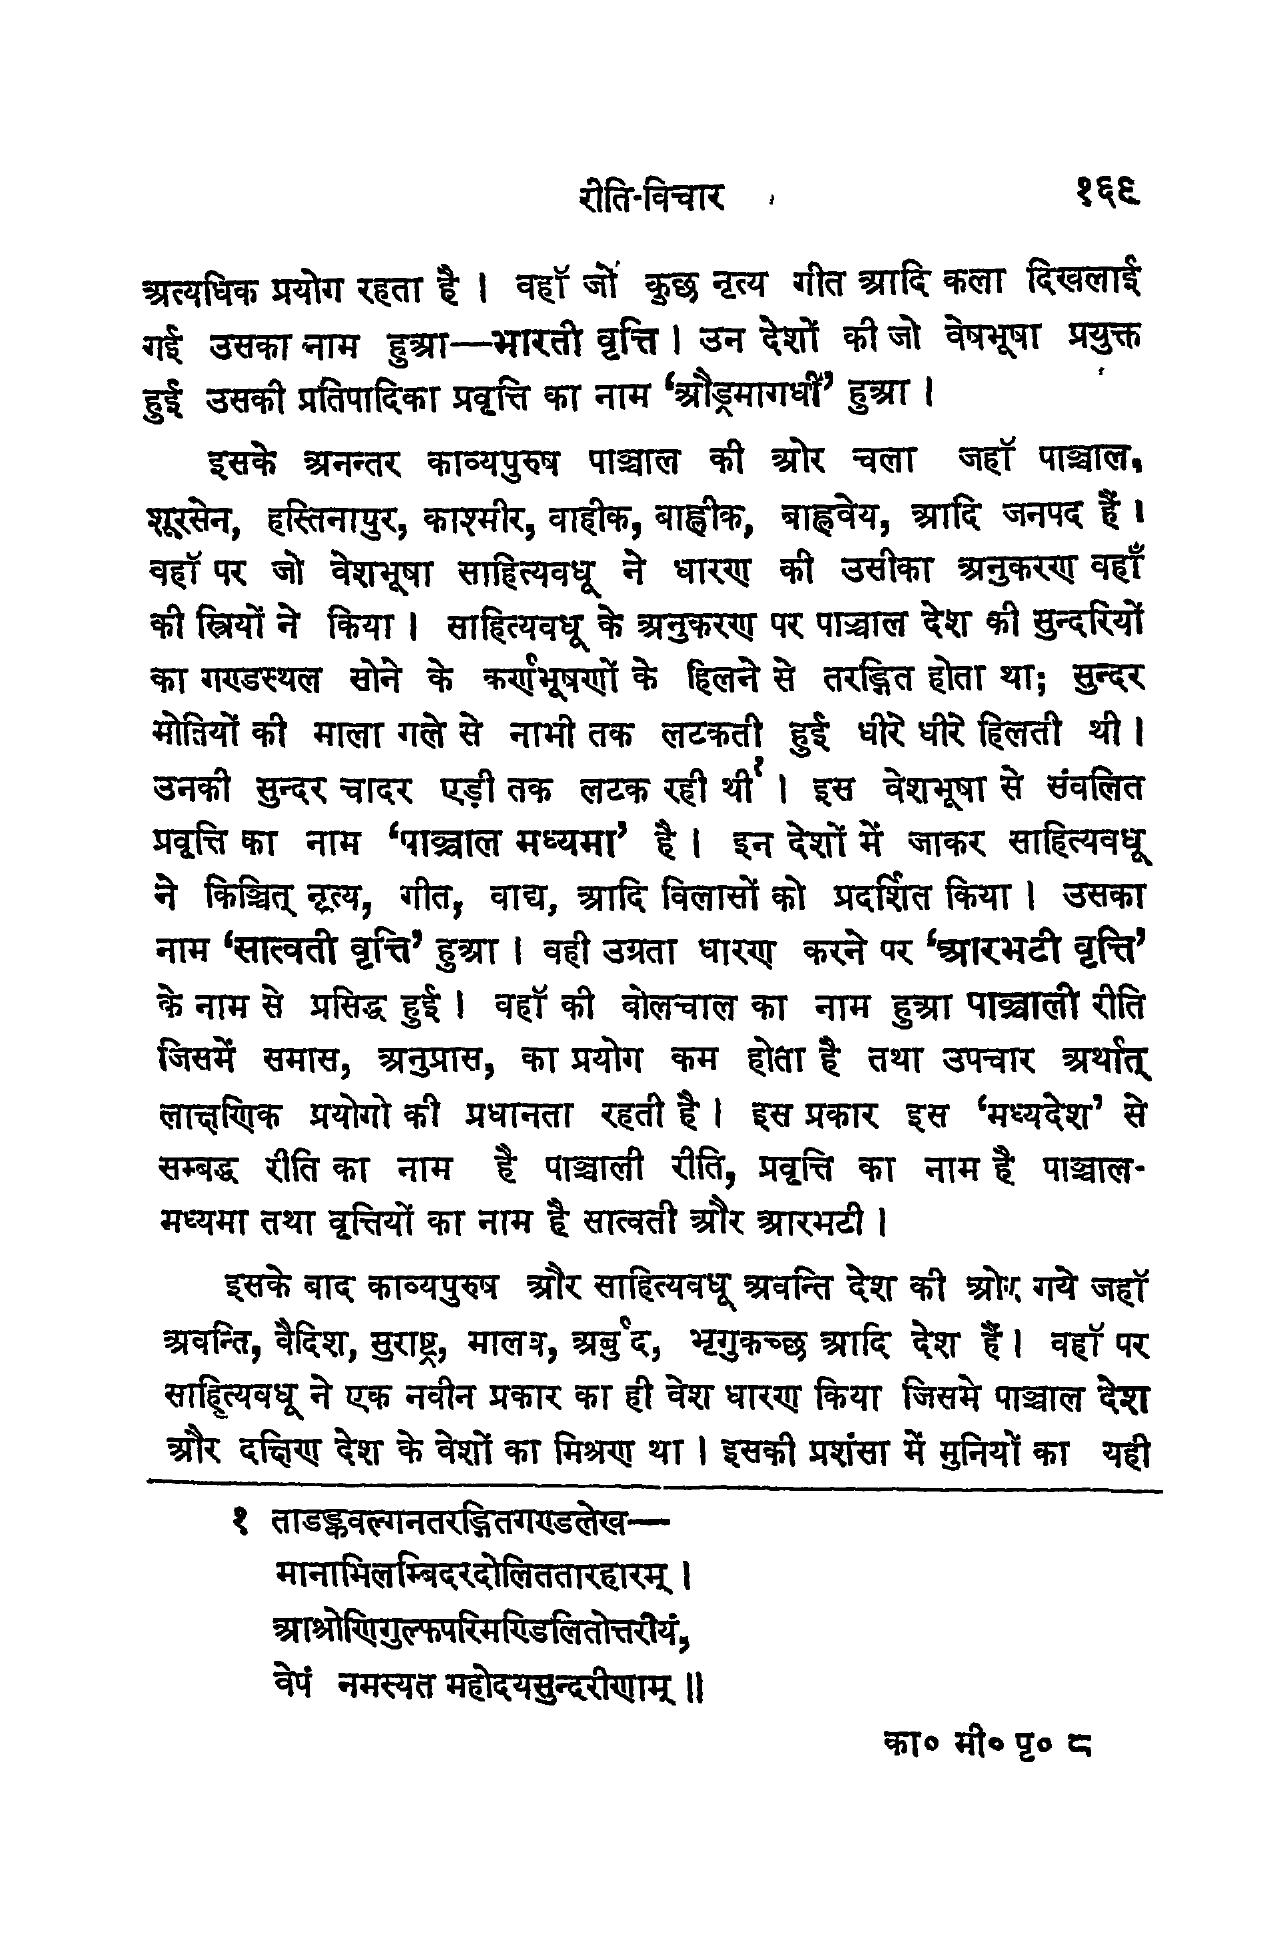 रीति-विचार १६९
अत्यधिक प्रयोग रहता है । वहाॅ जो कुछ नृत्य गीत आदि कला दिखलाई
गई उसका नाम हुआ—भारती वृत्ति । उन देशों की जो वेषभूषा प्रयुक्त
हुई उसकी प्रतिपादिका प्रवृत्ति का नाम ‘औड्रमागधी’ हुआ ।
इसके अनन्तर काव्यपुरुष पाञ्चाल की ओर चला जहाॅ पाञ्चाल,
शूरसेन, हस्तिनापुर, काश्मीर, वाहीक, बाह्लीक, बाह्लवेय, आदि जनपद हैं ।
वहाॅ पर जो वेशभूषा साहित्यवधू ने धारण की उसीका अनुकरण वहाँ
की स्त्रियों ने किया । साहित्यवधू के अनुकरण पर पाञ्चाल देश की सुन्दरियों
का गण्डस्थल सोने के कर्णभूषणों के हिलने से तरङ्गित होता था; सुन्दर
मोतियों की माला गले से नाभी तक लटकती हुई धीरे धीरे हिलती थी ।
उनकी सुन्दर चादर एड़ी तक लटक रही थी१ । इस वेशभूषा से संवलित
प्रवृत्ति का नाम ‘पाञ्चाल मध्यमा’ है । इन देशों में जाकर साहित्यवधू
ने किञ्चित् नृत्य, गीत, वाद्य, आदि विलासों को प्रदर्शित किया । उसका
नाम ‘सात्वती वृत्ति’ हुआ । वही उग्रता धारण करने पर ‘आरभटी वृत्ति’
के नाम से प्रसिद्ध हुई । वहाॅ की बोलचाल का नाम हुआ पाञ्चाली रीति
जिसमें समास, अनुप्रास, का प्रयोग कम होता है तथा उपचार अर्थात्
लाक्षणिक प्रयोगो की प्रधानता रहती है । इस प्रकार इस ‘मध्यदेश’ से
सम्बद्ध रीति का नाम है पाञ्चाली रीति, प्रवृत्ति का नाम है पाञ्चाल-
मध्यमा तथा वृत्तियों का नाम है सात्वती और आरभटी ।
इसके बाद काव्यपुरुष और साहित्यवधू अवन्ति देश की ओर गये जहाॅ
अवन्ति, वैदिश, सुराष्ट्र, मालव, अर्बुद, भृगुकच्छ आदि देश हैं । वहाॅ पर
साहित्यवधू ने एक नवीन प्रकार का ही वेश धारण किया जिसमे पाञ्चाल देश
और दक्षिण देश के वेशों का मिश्रण था । इसकी प्रशंसा में मुनियों का यही
१ ताडङ्कवल्गनतरङ्गितगण्डलेख—
मानाभिलम्बिदरदोलिततारहारम् ।
आश्रोणिगुल्फपरिमण्डलितोत्तरीयं,
वेपं नमस्यत महोदयसुन्दरीणाम् ॥
का० मी० पृ० ८